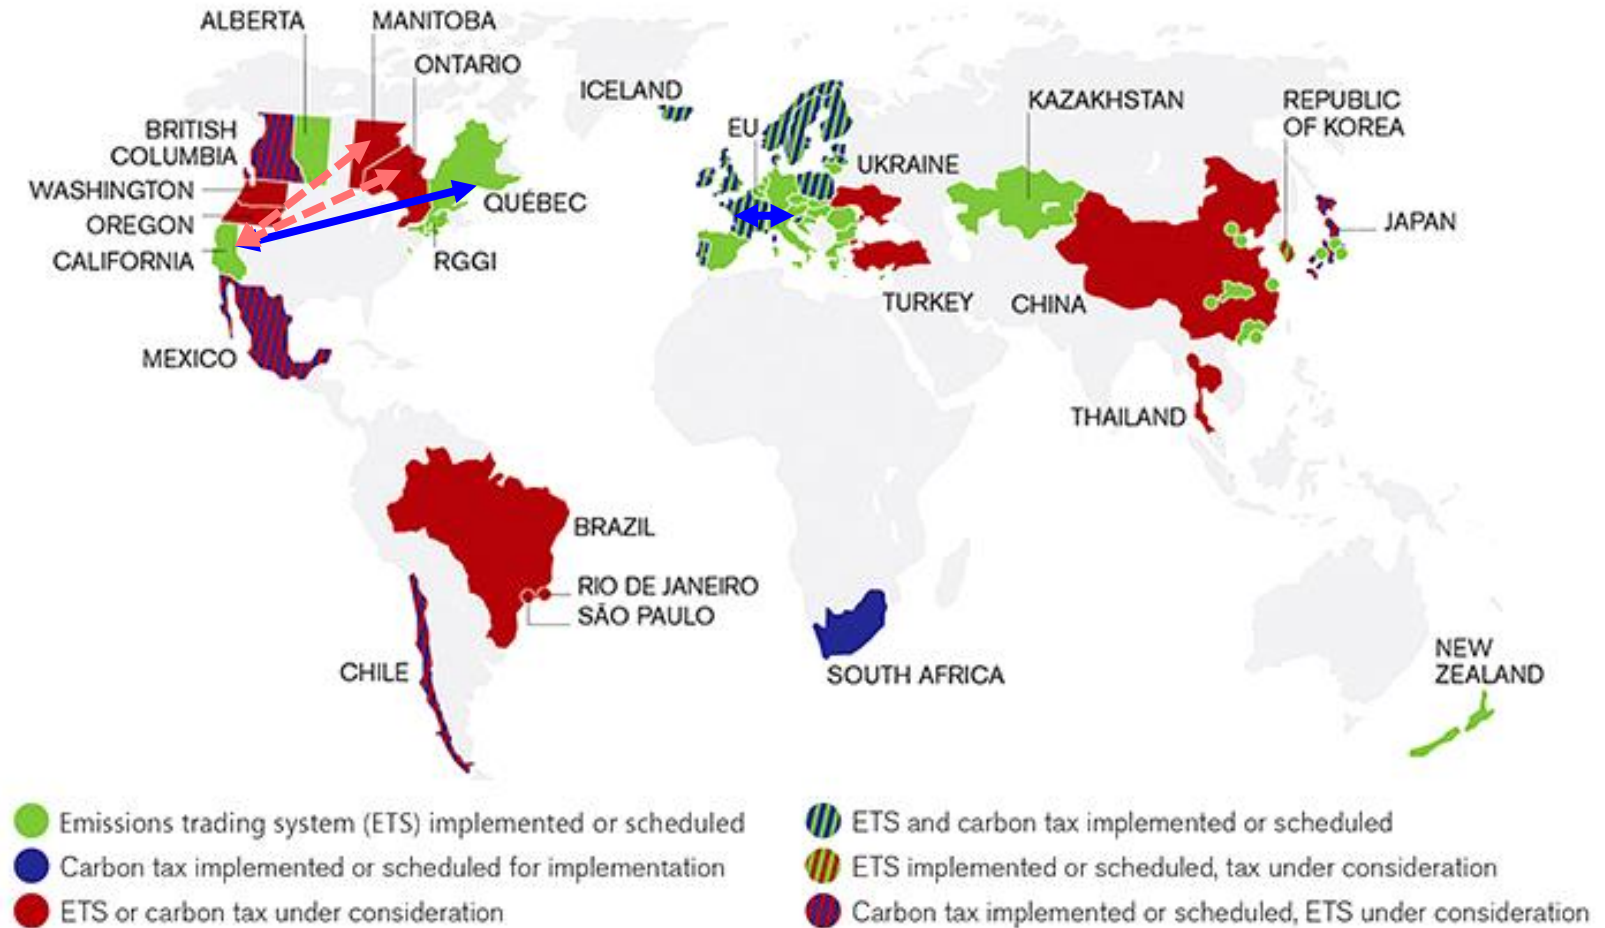 ALBERTA
MANITOBA
ONTARIO
ICELAND
KAZAKHSTAN
REPUBLIC
OF KOREA
BRITISH
COLUMBIA
EU
UKRAINE
WASHINGTON
QUÉBEC
OREGON
JAPAN
CALIFORNIA
RGGI
TURKEY
CHINA
MEXICO
THAILAND
BRAZIL
RIO DE JANEIRO
SÃO PAULO
CHILE
SOUTH AFRICA
NEW
ZEALAND
Emissions trading system (ETS) implemented or scheduled
Carbon tax implemented or scheduled for implementation
ETS or carbon tax under consideration
ETS and carbon tax implemented or scheduled
ETS implemented or scheduled, tax under consideration
Carbon tax implemented or scheduled, ETS under consideration